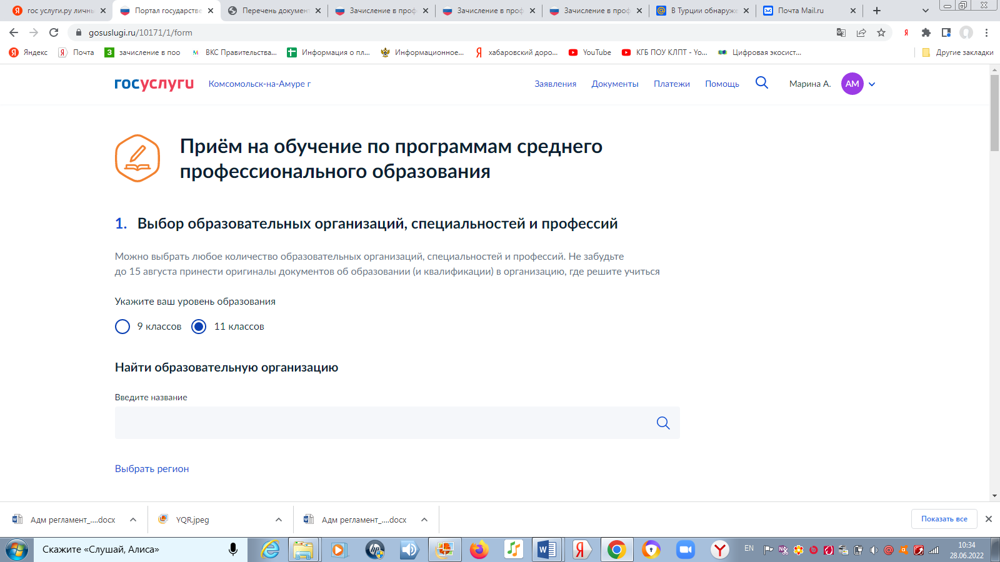 гос услуги.ру личнь
Портал государстве
Перечень документ
Зачисление в проф
Зачисление в проф
Зачисление в проф
В Турции обнаруже
Почта Mail.ru
gosuslugi.ru/10171/1/form
Яндекс
Почта
зачисление в поо
ВКС Правительства...
Информация о пл...
Информационное...
хабаровский доро...
YouTube
КГБ ПОУ КЛПТ - Yo...
Цифровая экосист...
Другие закладки
госуслуги
Комсомольск-на-Амуре г
Заявления
Документы
Платежи
Помощь
Марина А.
АМ
Приём на обучение по программам среднего
профессионального образования
1. Выбор образовательных организаций, специальностей и профессий
Можно выбрать любое количество образовательных организаций, специальностей и профессий. Не забудьте
до 15 августа принести оригиналы документов об образовании (и квалификации) в организацию, где решите учиться
Укажите ваш уровень образования
9 классов
11 классов
Найти образовательную организацию
Введите название
Выбрать регион
Адм регламент_....docx
YQR.jpeg
Адм регламент_....docx
Показать все
Скажите «Слушай, Алиса»
EN
10:34
28.06.2022